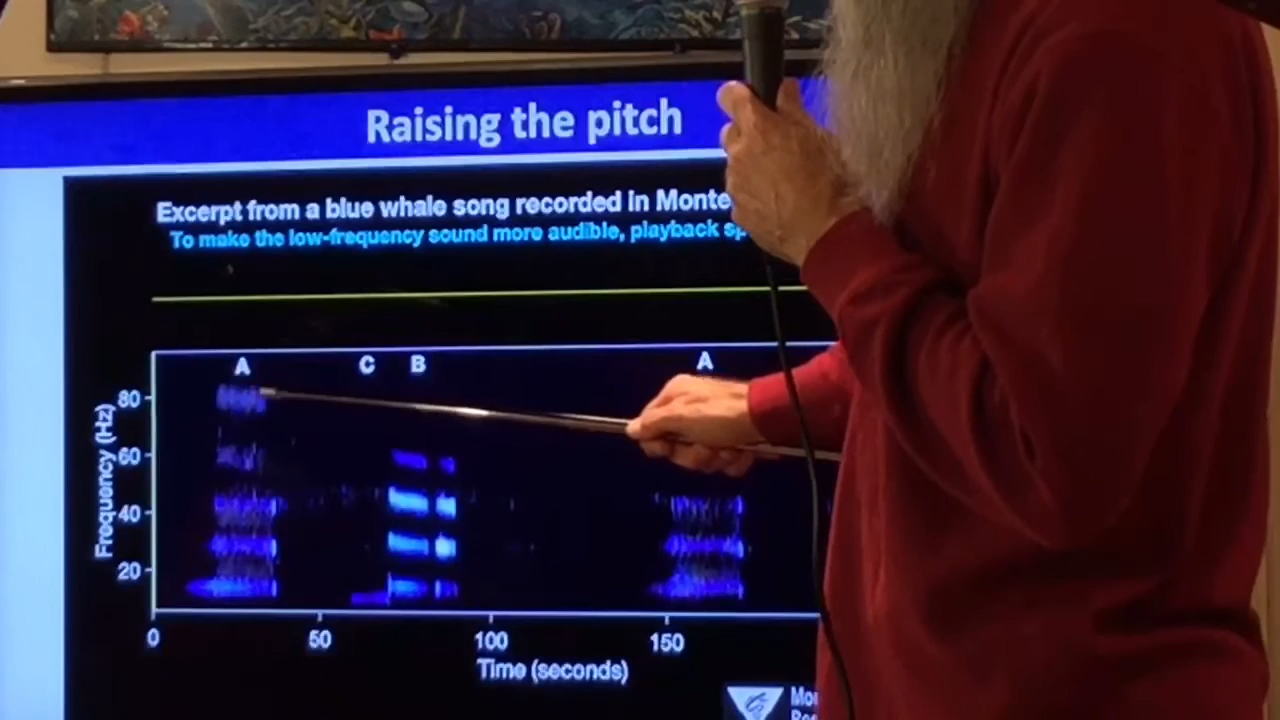 Raising the pitch
Excerpt from a blue whale song recorded in Monte
To make the low-frequency sound more audible, playback sp
A C B A
80
60
40
20
Frequency (Hz)
0 50 100 150
Time (seconds)
Mon